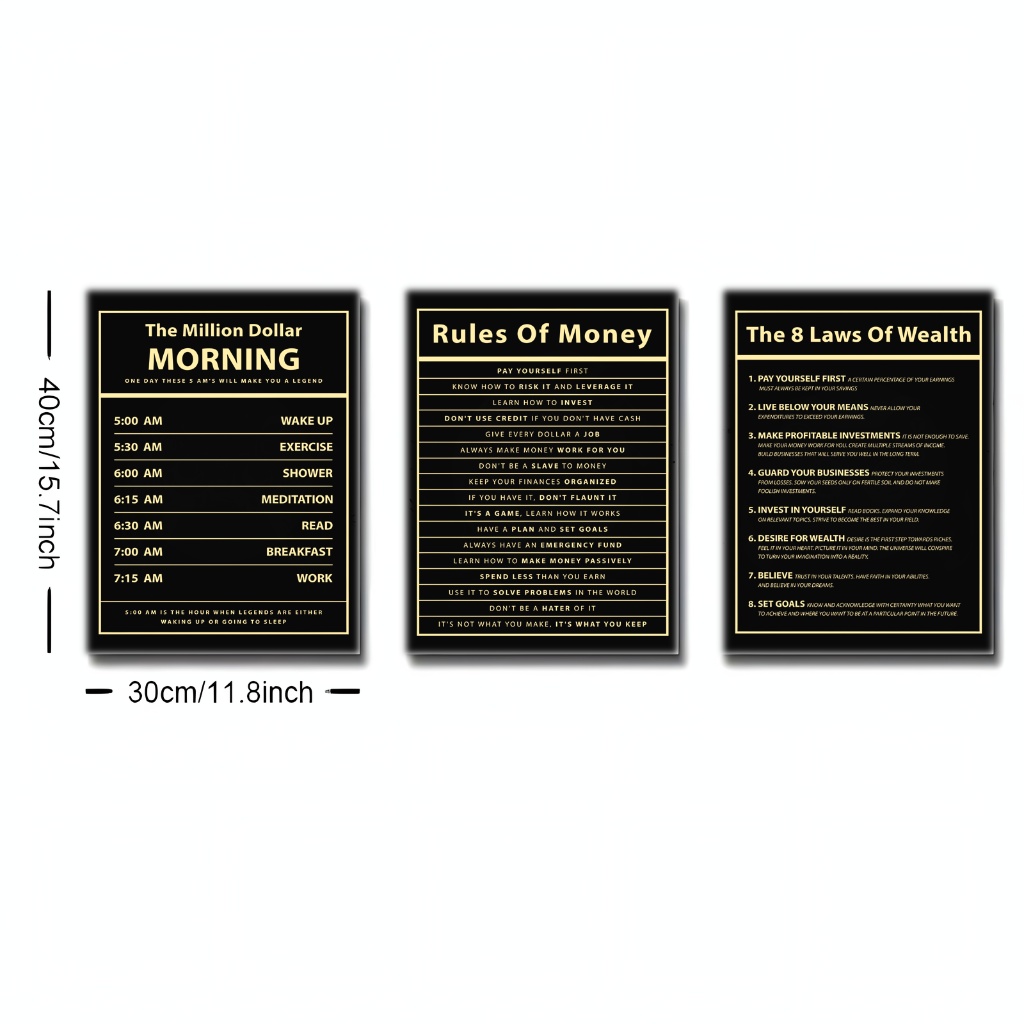 40cm/15.7inch
30cm/11.8inch
The Million Dollar
MORNING
ONE DAY THESE 5 AM'S WILL MAKE YOU A LEGEND
5:00 AM WAKE UP
5:30 AM EXERCISE
6:00 AM SHOWER
6:15 AM MEDITATION
6:30 AM READ
7:00 AM BREAKFAST
7:15 AM WORK
5:00 AM IS THE HOUR WHEN LEGENDS ARE EITHER
WAKING UP OR GOING TO SLEEP
Rules Of Money
PAY YOURSELF FIRST
KNOW HOW TO RISK IT AND LEVERAGE IT
LEARN HOW TO INVEST
DON'T USE CREDIT IF YOU DON'T HAVE CASH
GIVE EVERY DOLLAR A JOB
ALWAYS MAKE MONEY WORK FOR YOU
DON'T BE A SLAVE TO MONEY
KEEP YOUR FINANCES ORGANIZED
IF YOU HAVE IT, DON'T FLAUNT IT
IT'S A GAME, LEARN HOW IT WORKS
HAVE A PLAN AND SET GOALS
ALWAYS HAVE AN EMERGENCY FUND
LEARN HOW TO MAKE MONEY PASSIVELY
SPEND LESS THAN YOU EARN
USE IT TO SOLVE PROBLEMS IN THE WORLD
DON'T BE A HATER OF IT
IT'S NOT WHAT YOU MAKE, IT'S WHAT YOU KEEP
The 8 Laws Of Wealth
1. PAY YOURSELF FIRST A CERTAIN PERCENTAGE OF YOUR EARNINGS
MUST ALWAYS BE KEPT IN YOUR SAVINGS
2. LIVE BELOW YOUR MEANS NEVER ALLOW YOUR
EXPENDITURES TO EXCEED YOUR EARNINGS.
3. MAKE PROFITABLE INVESTMENTS IT IS NOT ENOUGH TO SAVE.
MAKE YOUR MONEY WORK FOR YOU. CREATE MULTIPLE STREAMS OF INCOME.
BUILD BUSINESSES THAT WILL SERVE YOU WELL IN THE LONG TERM.
4. GUARD YOUR BUSINESSES PROTECT YOUR INVESTMENTS
FROM LOSSES. SOW YOUR SEEDS ONLY ON FERTILE SOIL AND DO NOT MAKE
FOOLISH INVESTMENTS.
5. INVEST IN YOURSELF READ BOOKS. EXPAND YOUR KNOWLEDGE
ON RELEVANT TOPICS. STRIVE TO BECOME THE BEST IN YOUR FIELD.
6. DESIRE FOR WEALTH DESIRE IS THE FIRST STEP TOWARDS RICHES.
FEEL IT IN YOUR HEART. PICTURE IT IN YOUR MIND. THE UNIVERSE WILL CONSPIRE
TO TURN YOUR IMAGINATION INTO A REALITY.
7. BELIEVE TRUST IN YOUR TALENTS. HAVE FAITH IN YOUR ABILITIES.
AND BELIEVE IN YOUR DREAMS.
8. SET GOALS KNOW AND ACKNOWLEDGE WITH CERTAINTY WHAT YOU WANT
TO ACHIEVE AND WHERE YOU WANT TO BE AT A PARTICULAR POINT IN THE FUTURE.